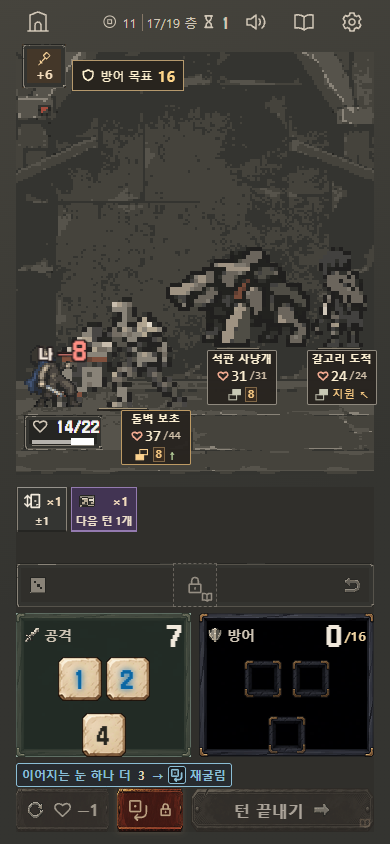 11 17/19 층 1
+6
방어 목표 16
나 -8
14/22
석판 사냥개
31/31
8
갈고리 도적
24/24
지원 ↖
돌벽 보초
37/44
8 ↑
×1
±1
×1
다음 턴 1개
공격 7
1 2
4
방어 0/16
이어지는 눈 하나 더 3 → 재굴림
−1
턴 끝내기 ➡